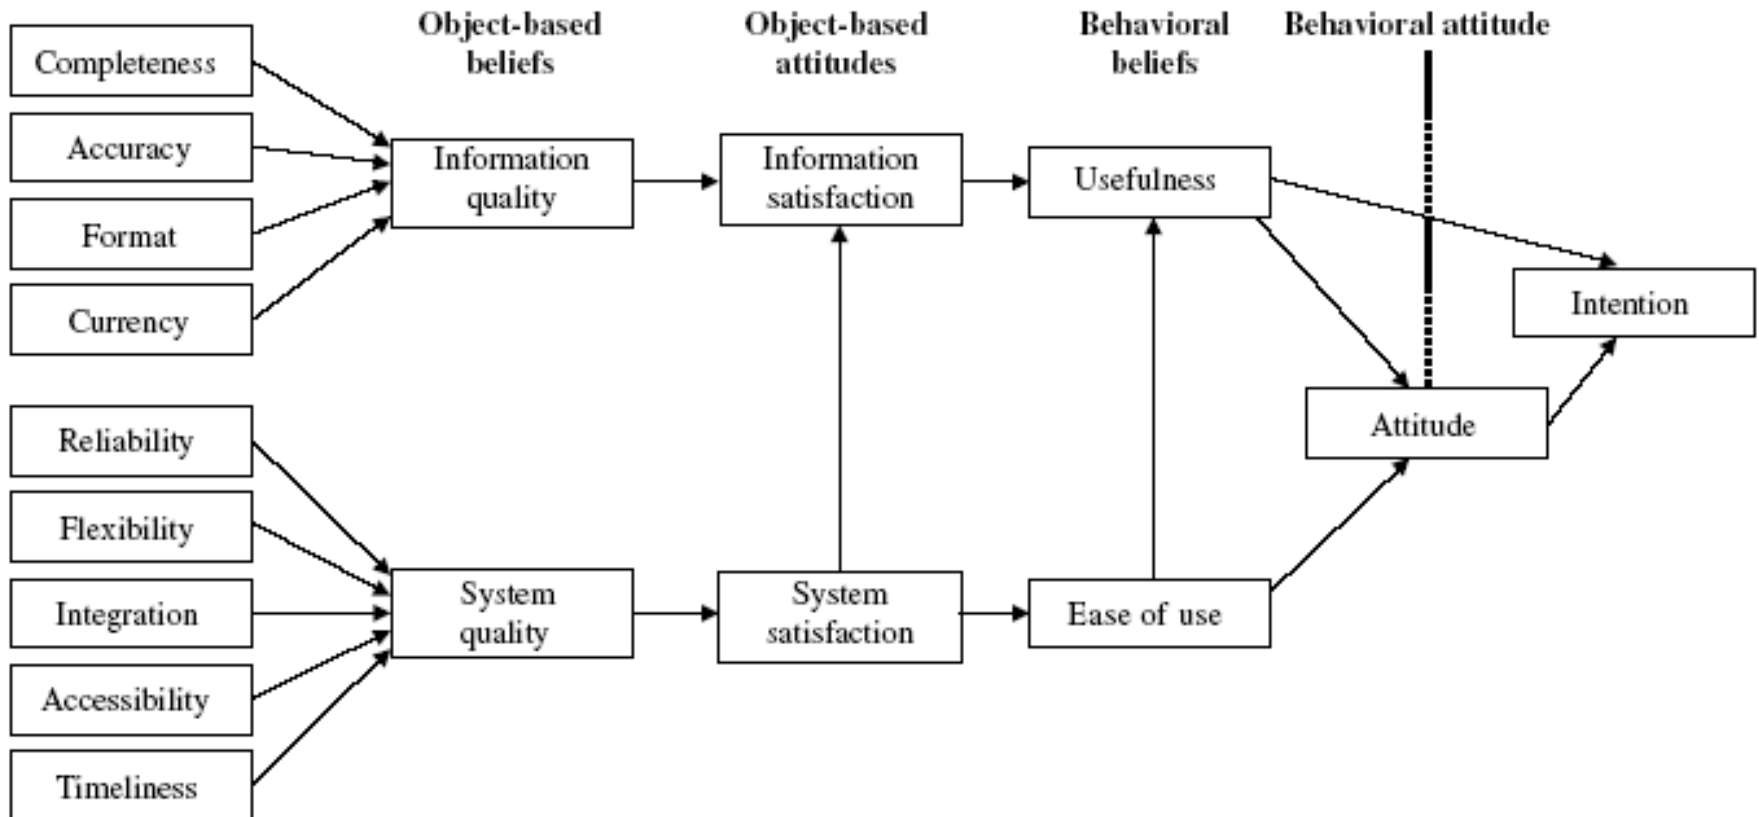 Object-based
beliefs
Object-based
attitudes
Behavioral
beliefs
Behavioral attitude
Completeness
Accuracy
Format
Currency
Information
quality
Information
satisfaction
Usefulness
Intention
Attitude
Reliability
Flexibility
Integration
Accessibility
Timeliness
System
quality
System
satisfaction
Ease of use